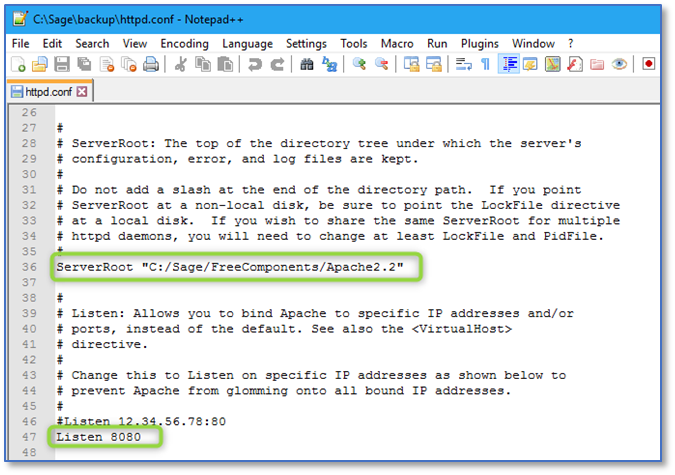 C:\Sage\backup\httpd.conf - Notepad++
File Edit Search View Encoding Language Settings Tools Macro Run Plugins Window ?
httpd.conf
26
27 #
28 # ServerRoot: The top of the directory tree under which the server's
29 # configuration, error, and log files are kept.
30 #
31 # Do not add a slash at the end of the directory path.  If you point
32 # ServerRoot at a non-local disk, be sure to point the LockFile directive
33 # at a local disk.  If you wish to share the same ServerRoot for multiple
34 # httpd daemons, you will need to change at least LockFile and PidFile.
35 #
36 ServerRoot "C:/Sage/FreeComponents/Apache2.2"
37
38 #
39 # Listen: Allows you to bind Apache to specific IP addresses and/or
40 # ports, instead of the default. See also the <VirtualHost>
41 # directive.
42 #
43 # Change this to Listen on specific IP addresses as shown below to
44 # prevent Apache from glomming onto all bound IP addresses.
45 #
46 #Listen 12.34.56.78:80
47 Listen 8080
48